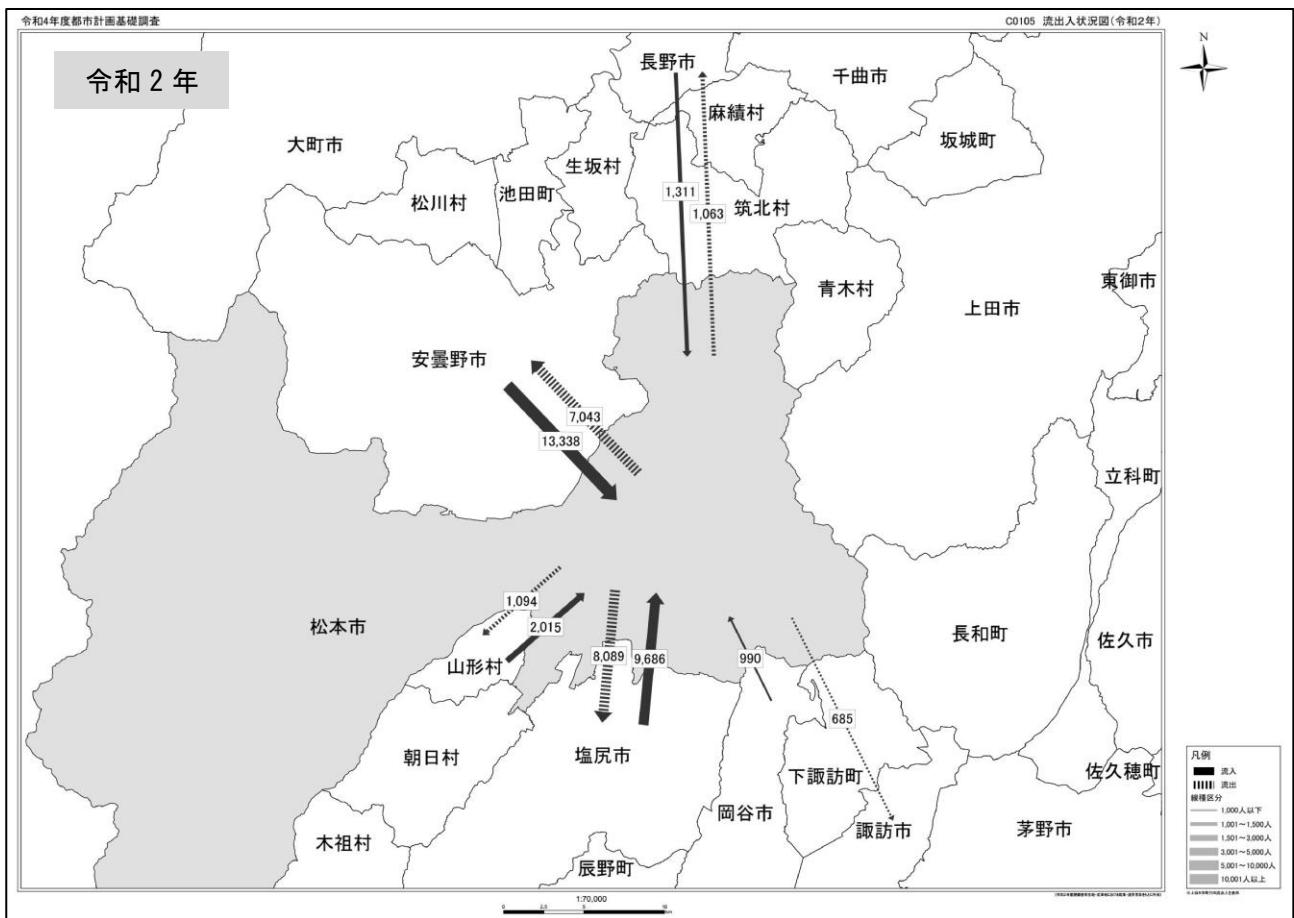 令和4年度都市計画基礎調査
C0105 流出入状況図(令和2年)
令和2年
N
長野市
千曲市
麻績村
坂城町
大町市
生坂村
池田町
松川村
1,311
1,063
筑北村
青木村
東御市
上田市
安曇野市
7,043
13,338
立科町
1,094
2,015
松本市
山形村
8,089
9,686
990
長和町
佐久市
685
朝日村
塩尻市
下諏訪町
佐久穂町
岡谷市
諏訪市
茅野市
木祖村
辰野町
凡例
流入
流出
線種区分
1,000人以下
1,001～1,500人
1,501～3,000人
3,001～5,000人
5,001～10,000人
10,001人以上
1:70,000
0 2.5 5 10
km